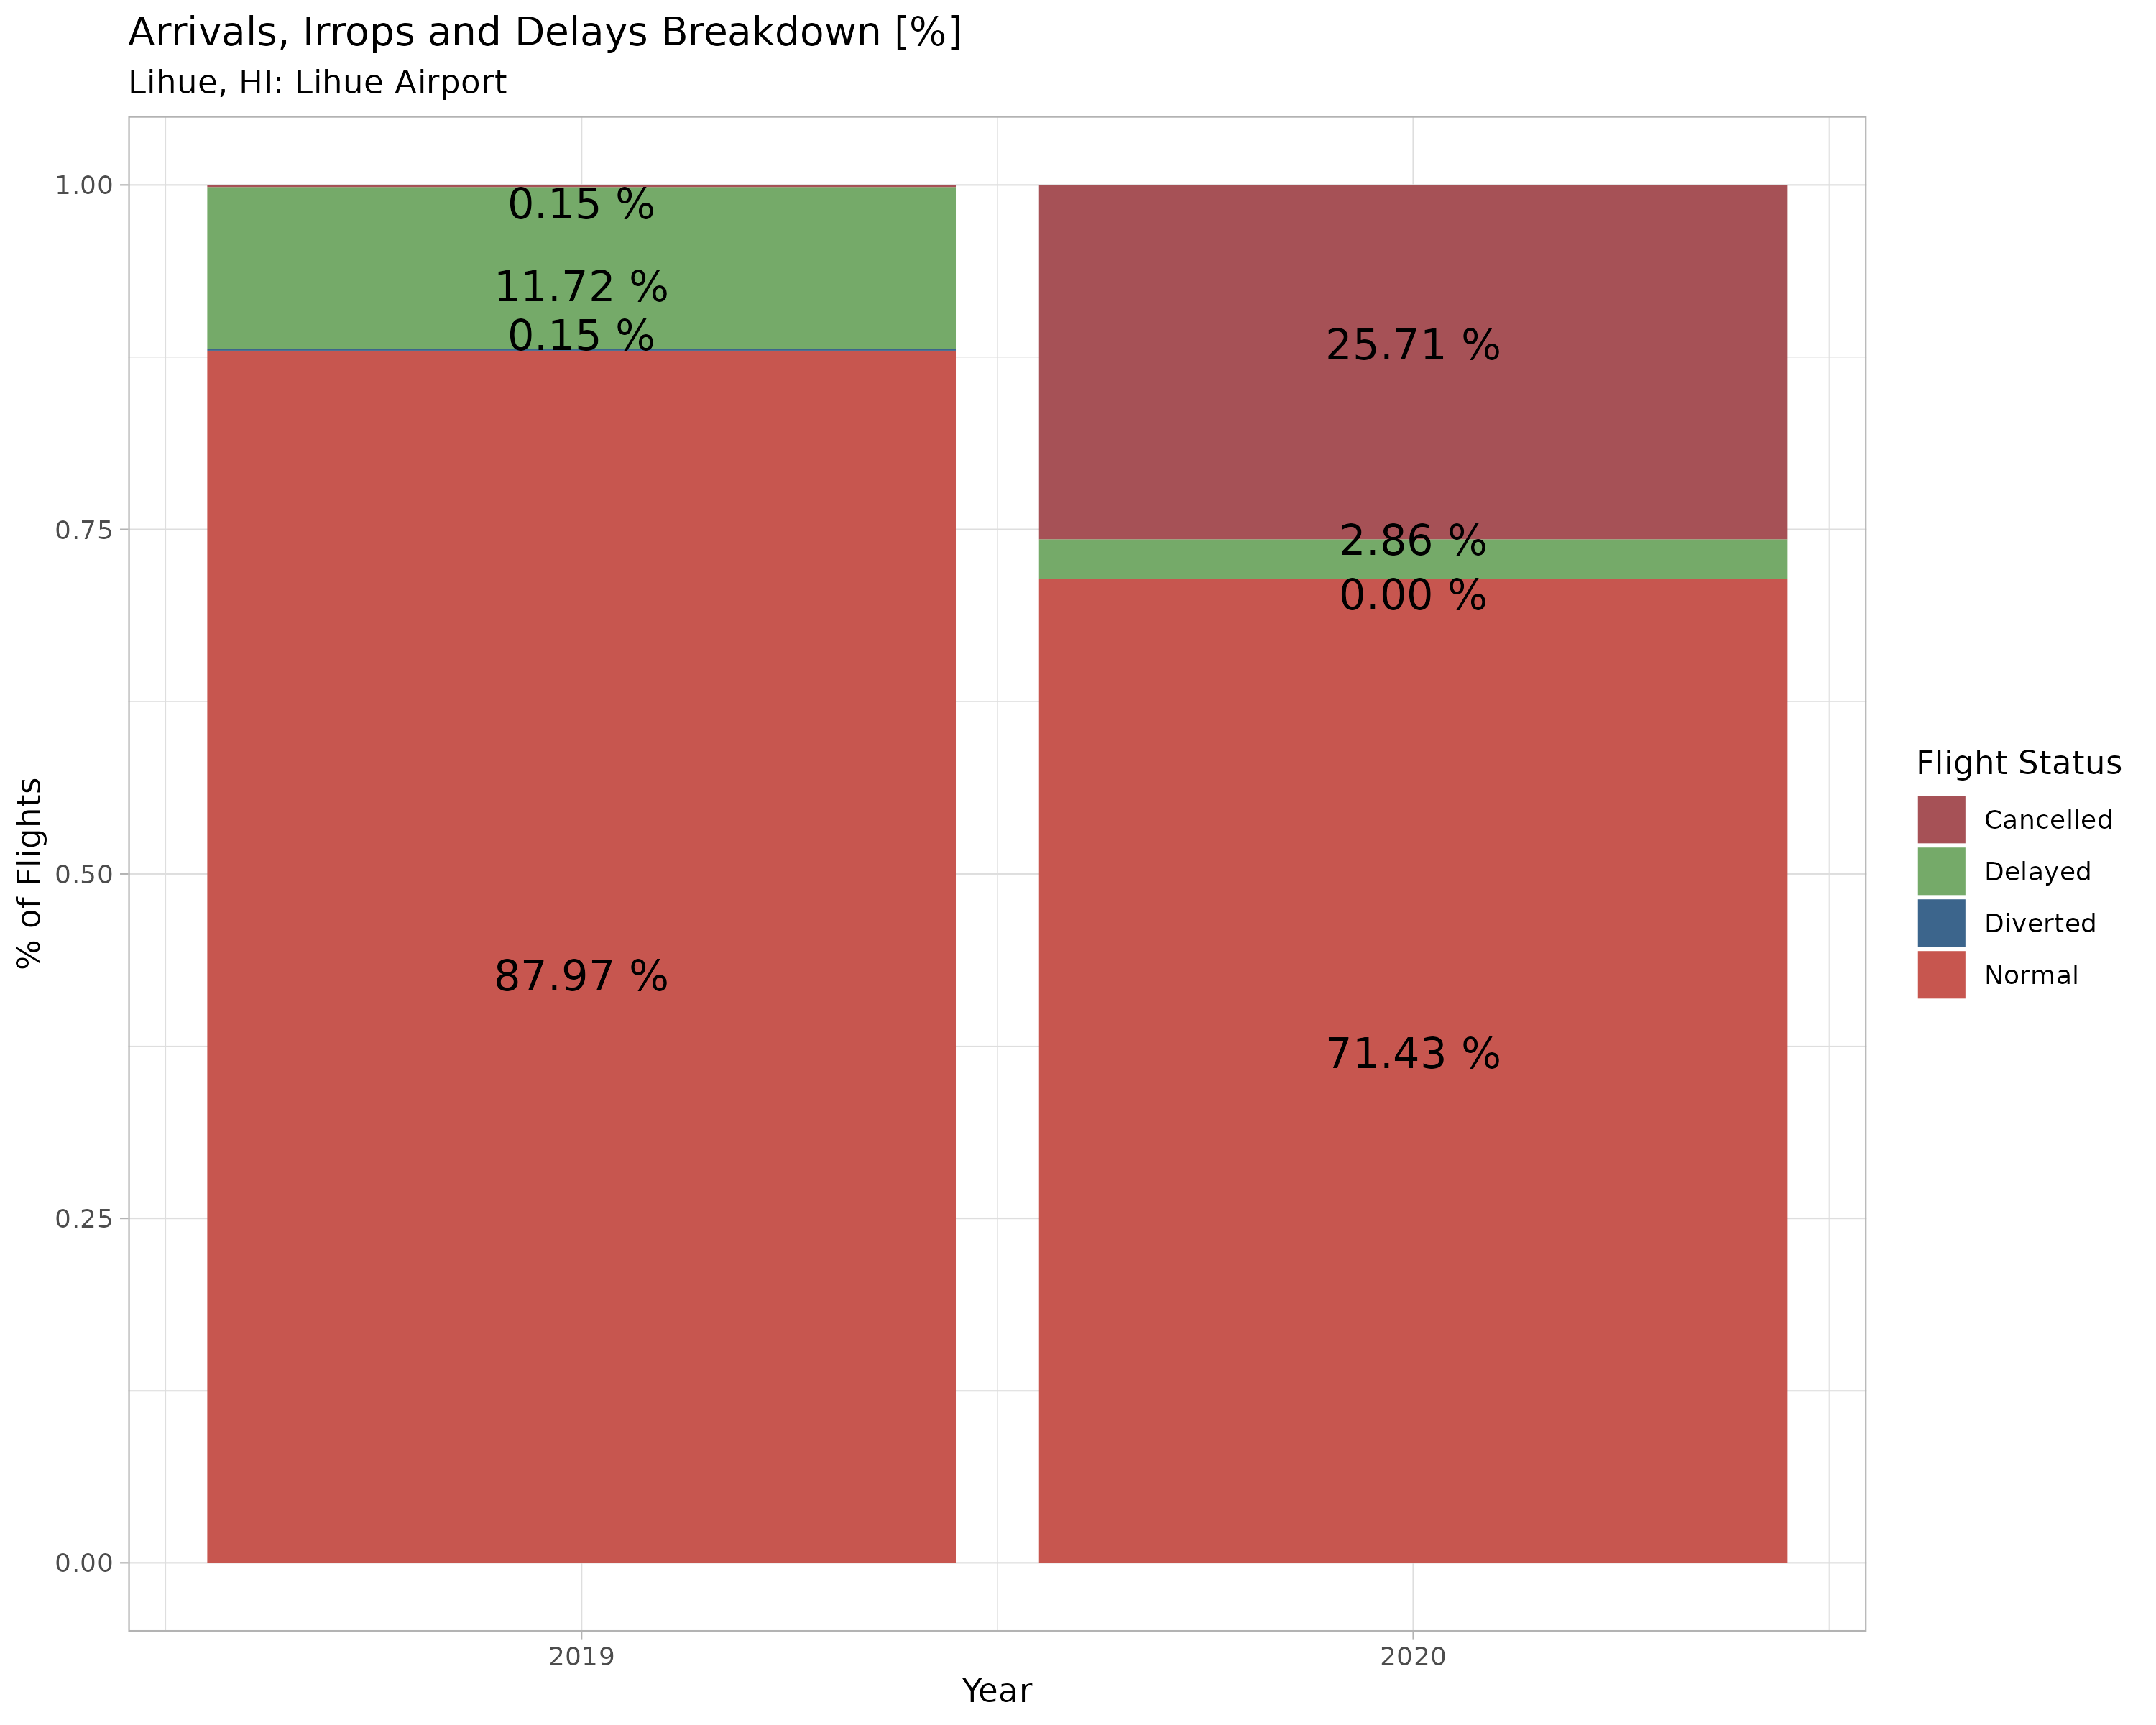 Arrivals, Irrops and Delays Breakdown [%]
Lihue, HI: Lihue Airport
% of Flights
1.00
0.75
0.50
0.25
0.00
0.15 %
11.72 %
0.15 %
87.97 %
25.71 %
2.86 %
0.00 %
71.43 %
2019
2020
Year
Flight Status
Cancelled
Delayed
Diverted
Normal